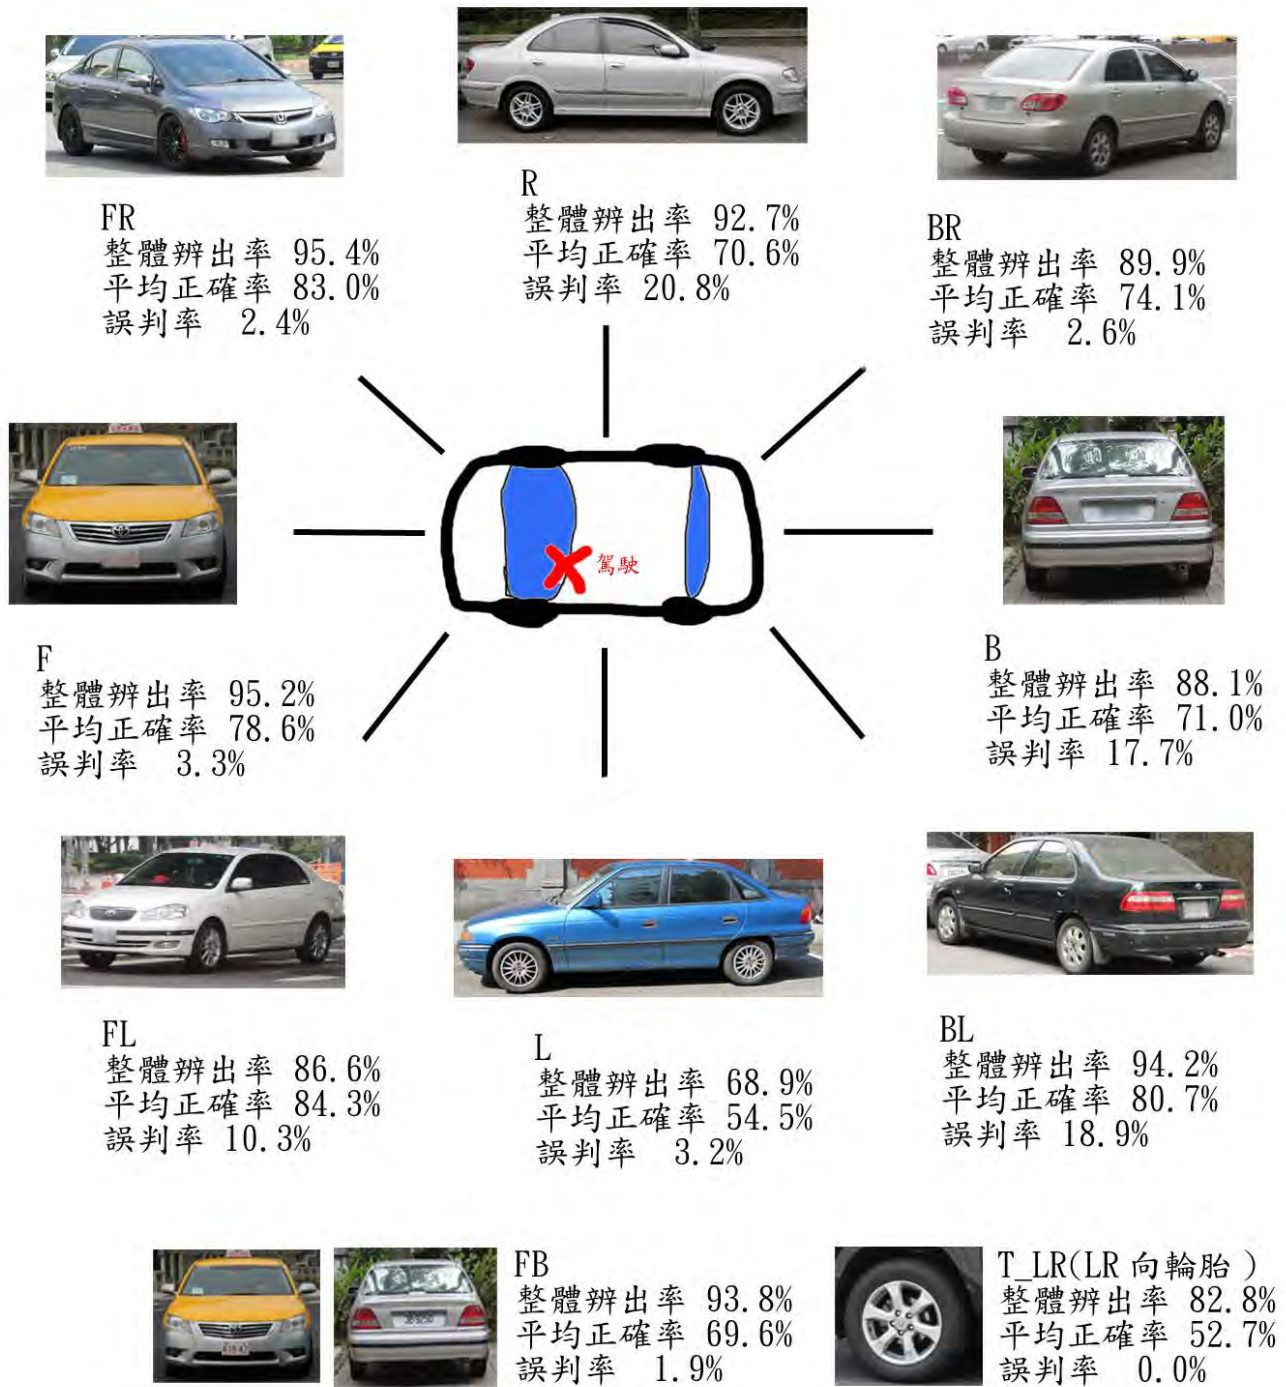 FR
整體辨出率 95.4%
平均正確率 83.0%
誤判率 2.4%
R
整體辨出率 92.7%
平均正確率 70.6%
誤判率 20.8%
BR
整體辨出率 89.9%
平均正確率 74.1%
誤判率 2.6%
駕駛
F
整體辨出率 95.2%
平均正確率 78.6%
誤判率 3.3%
B
整體辨出率 88.1%
平均正確率 71.0%
誤判率 17.7%
FL
整體辨出率 86.6%
平均正確率 84.3%
誤判率 10.3%
L
整體辨出率 68.9%
平均正確率 54.5%
誤判率 3.2%
BL
整體辨出率 94.2%
平均正確率 80.7%
誤判率 18.9%
FB
整體辨出率 93.8%
平均正確率 69.6%
誤判率 1.9%
T_LR(LR 向輪胎 )
整體辨出率 82.8%
平均正確率 52.7%
誤判率 0.0%